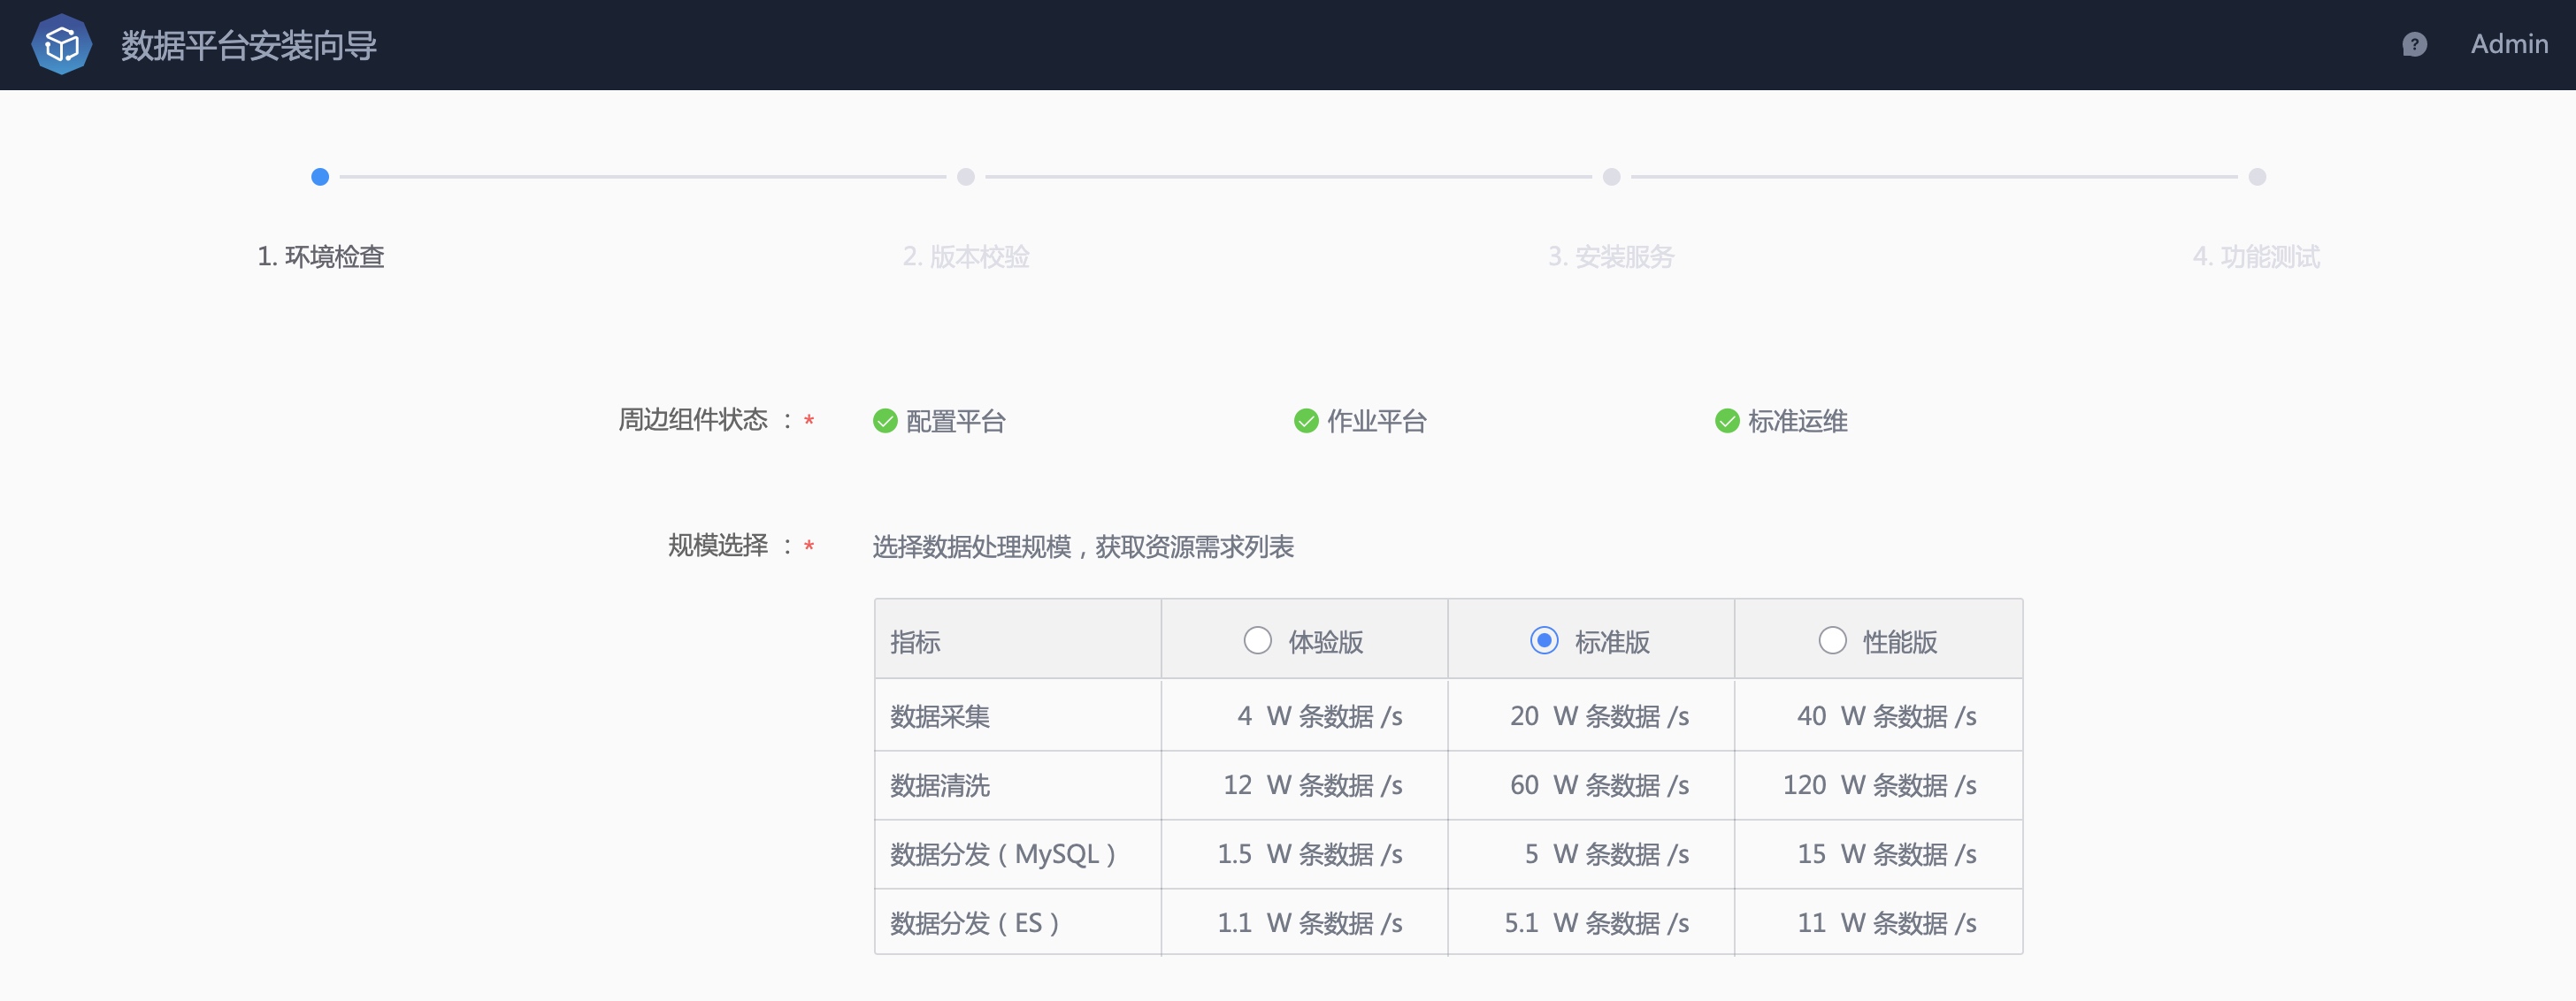 数据平台安装向导
? Admin
1. 环境检查 2. 版本校验 3. 安装服务 4. 功能测试
周边组件状态 : * 配置平台 作业平台 标准运维
规模选择 : * 选择数据处理规模，获取资源需求列表
指标 体验版 标准版 性能版
数据采集 4 W 条数据 /s 20 W 条数据 /s 40 W 条数据 /s
数据清洗 12 W 条数据 /s 60 W 条数据 /s 120 W 条数据 /s
数据分发（MySQL） 1.5 W 条数据 /s 5 W 条数据 /s 15 W 条数据 /s
数据分发（ES） 1.1 W 条数据 /s 5.1 W 条数据 /s 11 W 条数据 /s